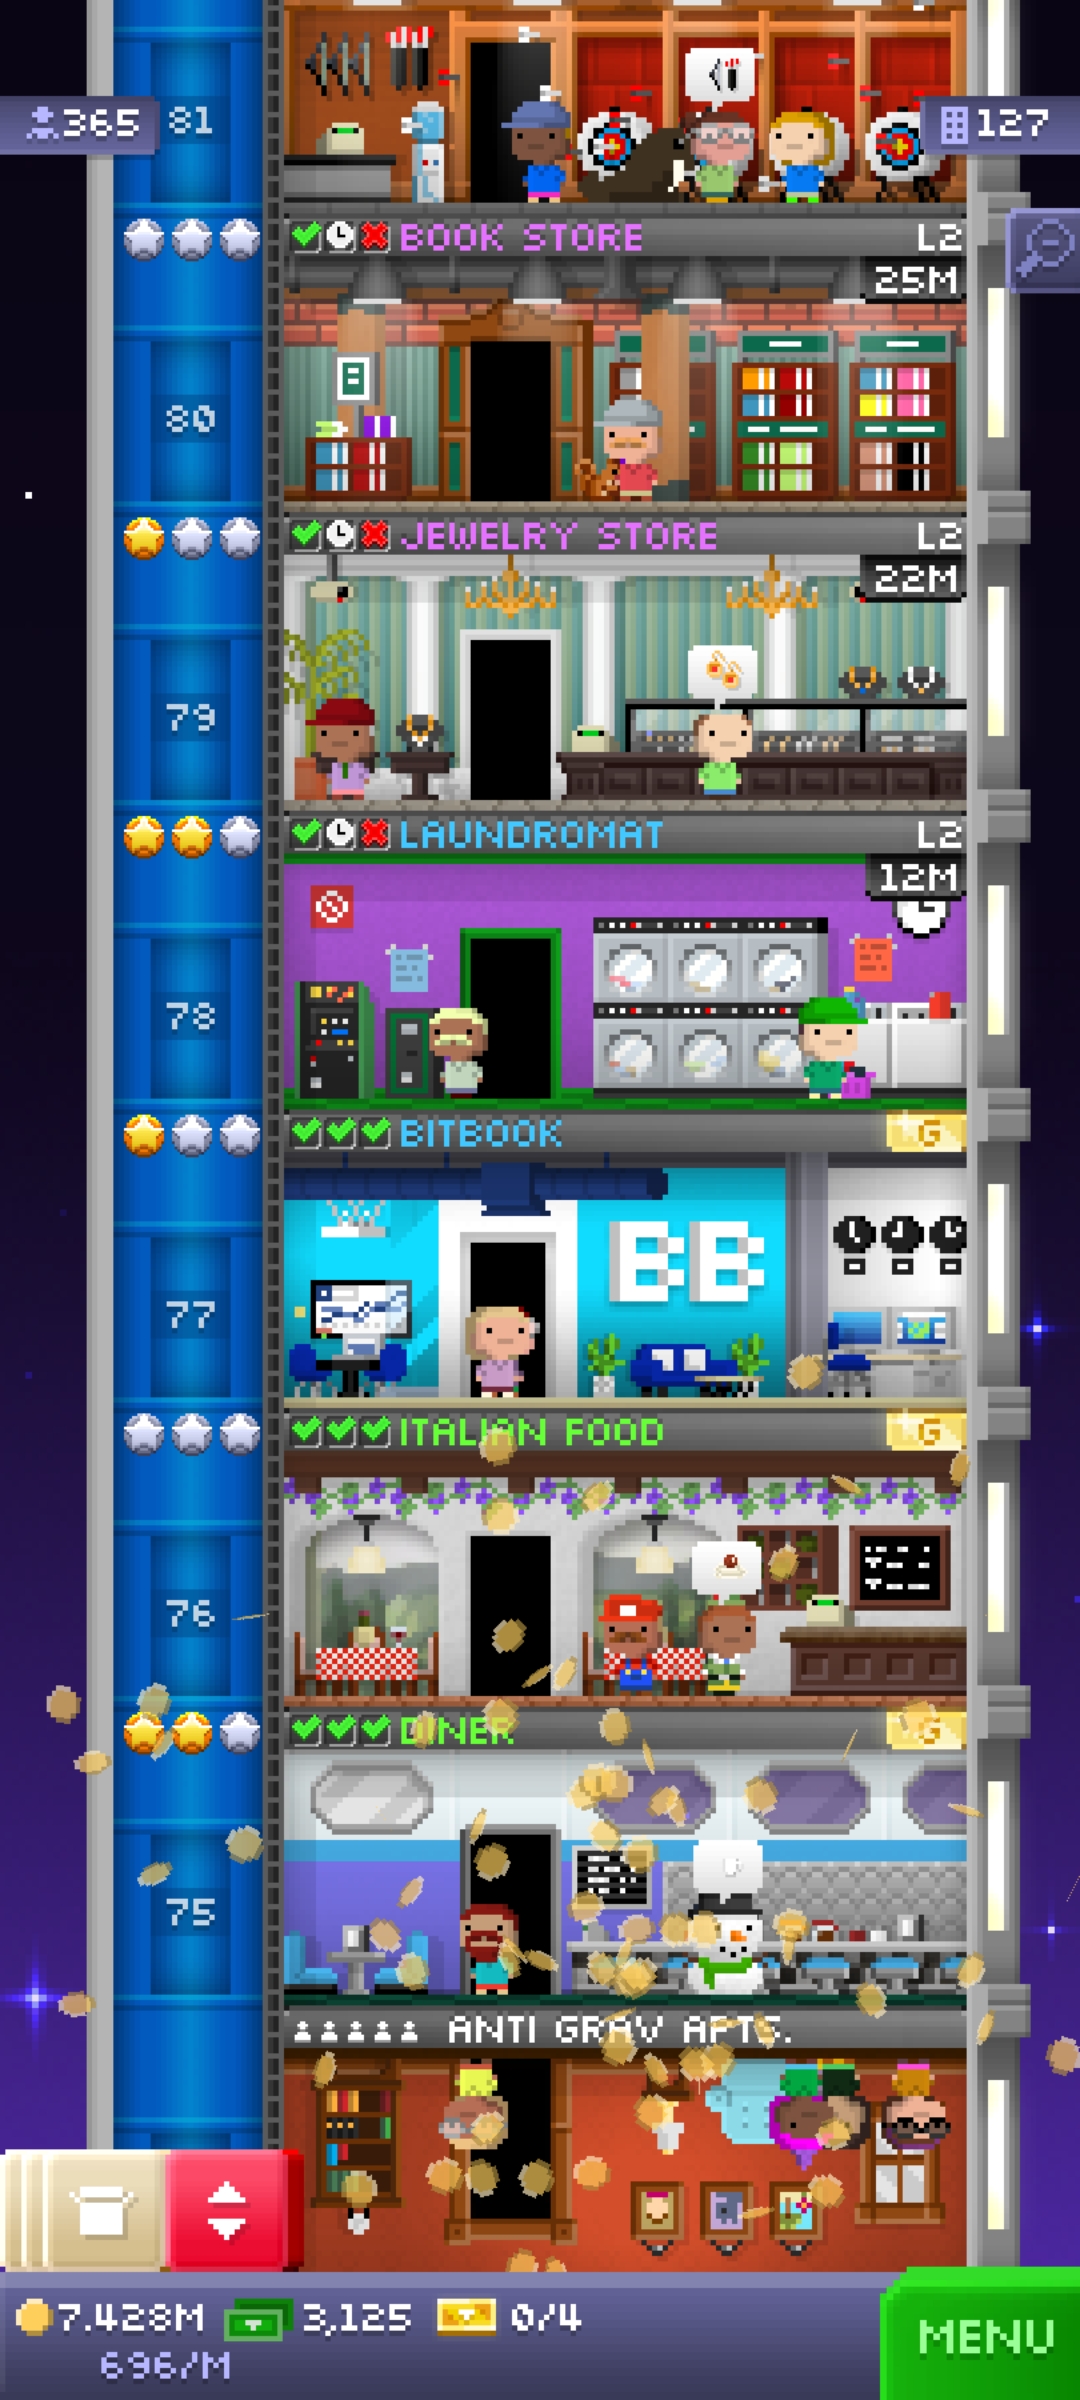 365
81
127
BOOK STORE
L2
25M
80
JEWELRY STORE
L2
22M
79
LAUNDROMAT
L2
12M
78
BITBOOK
G
BB
77
ITALIAN FOOD
G
76
DINER
G
75
ANTI GRAV APTS.
7.428M
3,125
0/4
696/M
MENU